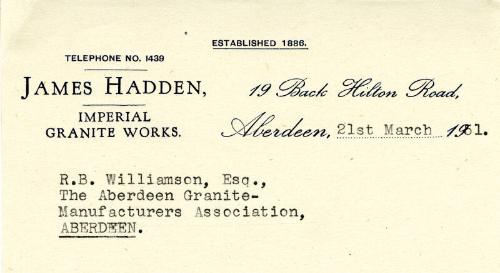 ESTABLISHED 1886.
TELEPHONE NO. 1439
JAMES HADDEN,
IMPERIAL
GRANITE WORKS.
19 Back Hilton Road,
Aberdeen, 21st March 1931.
R.B. Williamson, Esq.,
The Aberdeen Granite-
Manufacturers Association,
ABERDEEN.